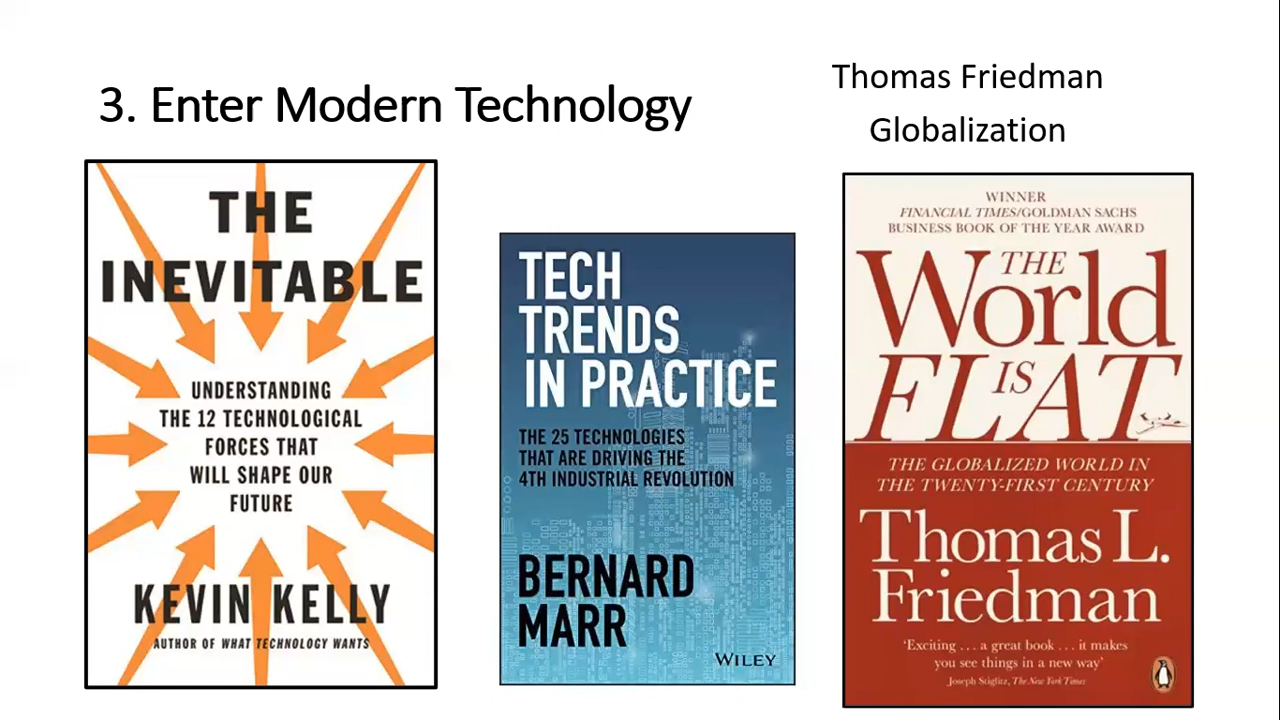 3. Enter Modern Technology
Thomas Friedman
Globalization
THE
INEVITABLE
UNDERSTANDING
THE 12 TECHNOLOGICAL
FORCES THAT
WILL SHAPE OUR
FUTURE
KEVIN KELLY
AUTHOR OF WHAT TECHNOLOGY WANTS
TECH
TRENDS
IN PRACTICE
THE 25 TECHNOLOGIES
THAT ARE DRIVING THE
4TH INDUSTRIAL REVOLUTION
BERNARD
MARR
WILEY
WINNER
FINANCIAL TIMES/GOLDMAN SACHS
BUSINESS BOOK OF THE YEAR AWARD
THE
World
IS
FLAT
THE GLOBALIZED WORLD IN
THE TWENTY-FIRST CENTURY
Thomas L.
Friedman
‘Exciting . . . a great book . . . it makes
you see things in a new way’
Joseph Stiglitz, The New York Times